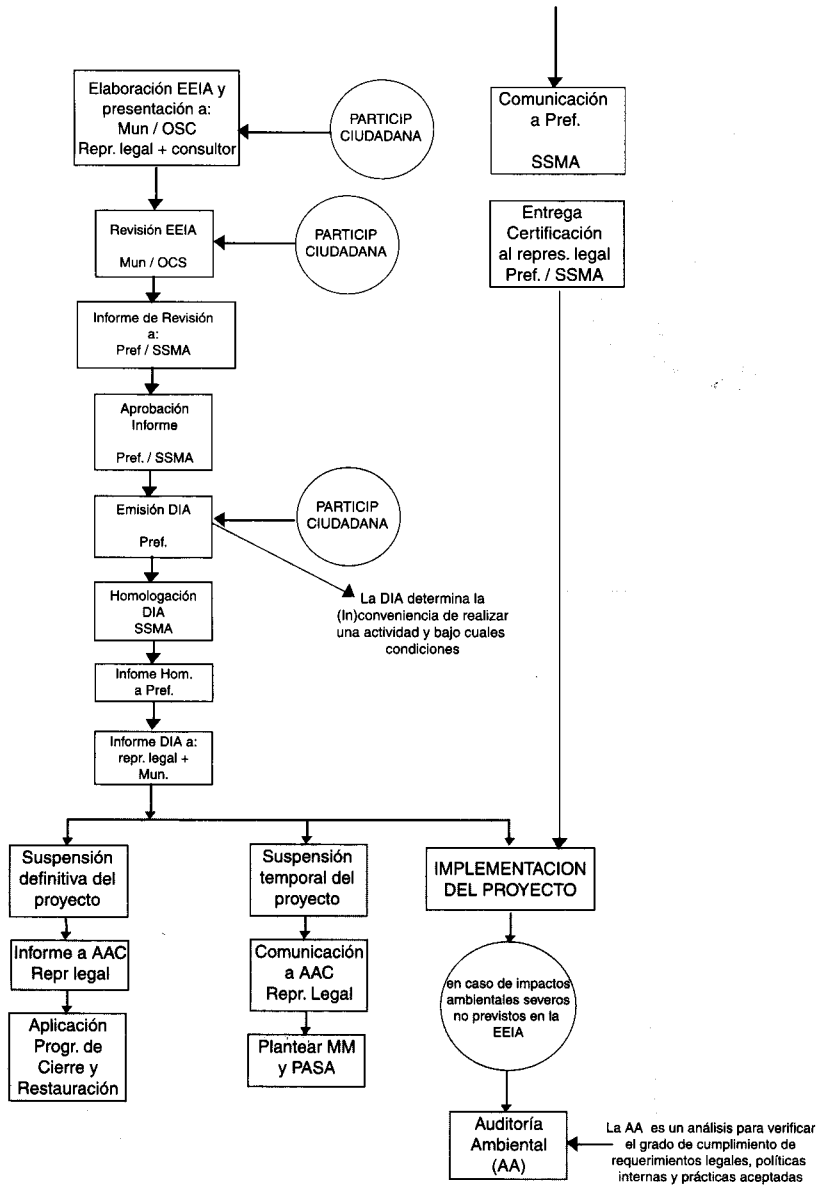 Elaboración EEIA y
presentación a:
Mun / OSC
Repr. legal + consultor
PARTICIP
CIUDADANA
Comunicación
a Pref.
SSMA
Revisión EEIA
Mun / OCS
PARTICIP
CIUDADANA
Entrega
Certificación
al repres. legal
Pref. / SSMA
Informe de Revisión
a:
Pref / SSMA
Aprobación
Informe
Pref. / SSMA
Emisión DIA
Pref.
PARTICIP
CIUDADANA
La DIA determina la
(In)conveniencia de realizar
una actividad y bajo cuales
condiciones
Homologación
DIA
SSMA
Infome Hom.
a Pref.
Informe DIA a:
repr. legal +
Mun.
Suspensión
definitiva del
proyecto
Suspensión
temporal del
proyecto
IMPLEMENTACION
DEL PROYECTO
Informe a AAC
Repr legal
Comunicación
a AAC
Repr. Legal
en caso de impactos
ambientales severos
no previstos en la
EEIA
Aplicación
Progr. de
Cierre y
Restauración
Plantear MM
y PASA
Auditoría
Ambiental
(AA)
La AA es un análisis para verificar
el grado de cumplimiento de
requerimientos legales, políticas
internas y prácticas aceptadas